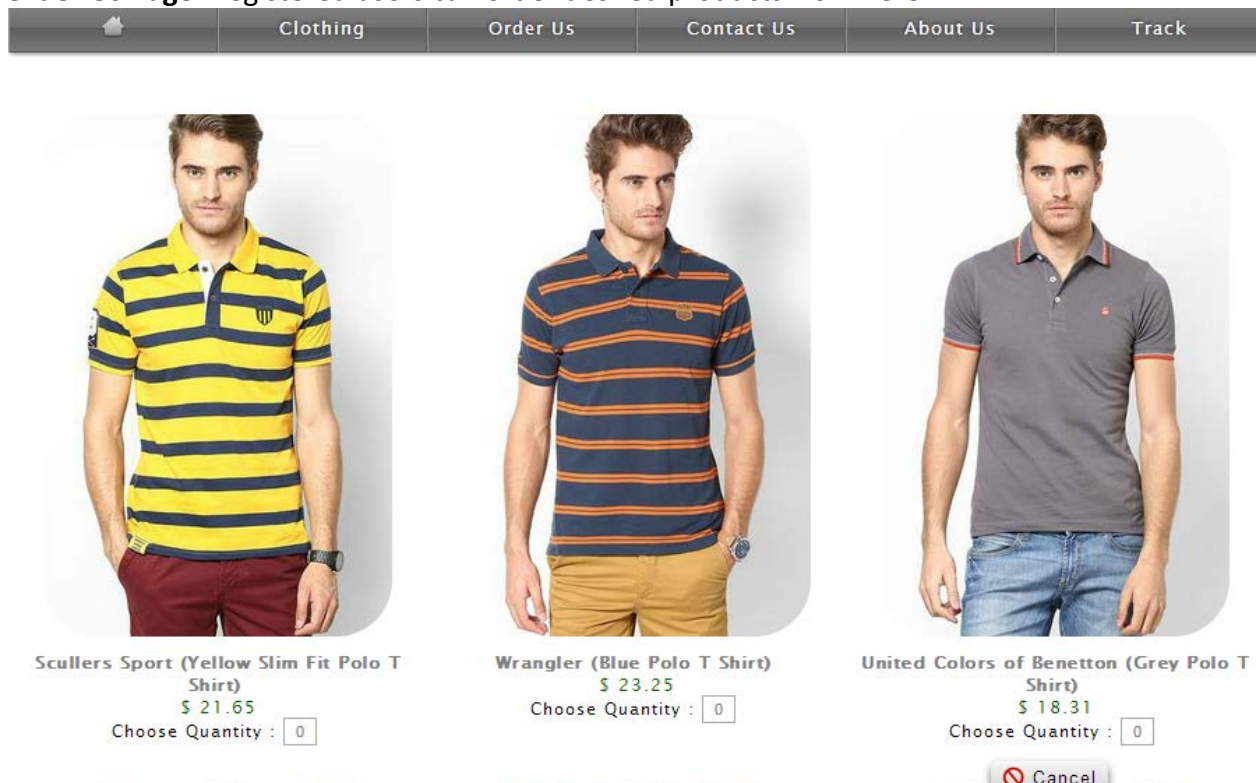 Clothing Order Us Contact Us About Us Track
Scullers Sport (Yellow Slim Fit Polo T
Shirt)
$ 21.65
Choose Quantity : 0
Wrangler (Blue Polo T Shirt)
$ 23.25
Choose Quantity : 0
United Colors of Benetton (Grey Polo T
Shirt)
$ 18.31
Choose Quantity : 0
Cancel